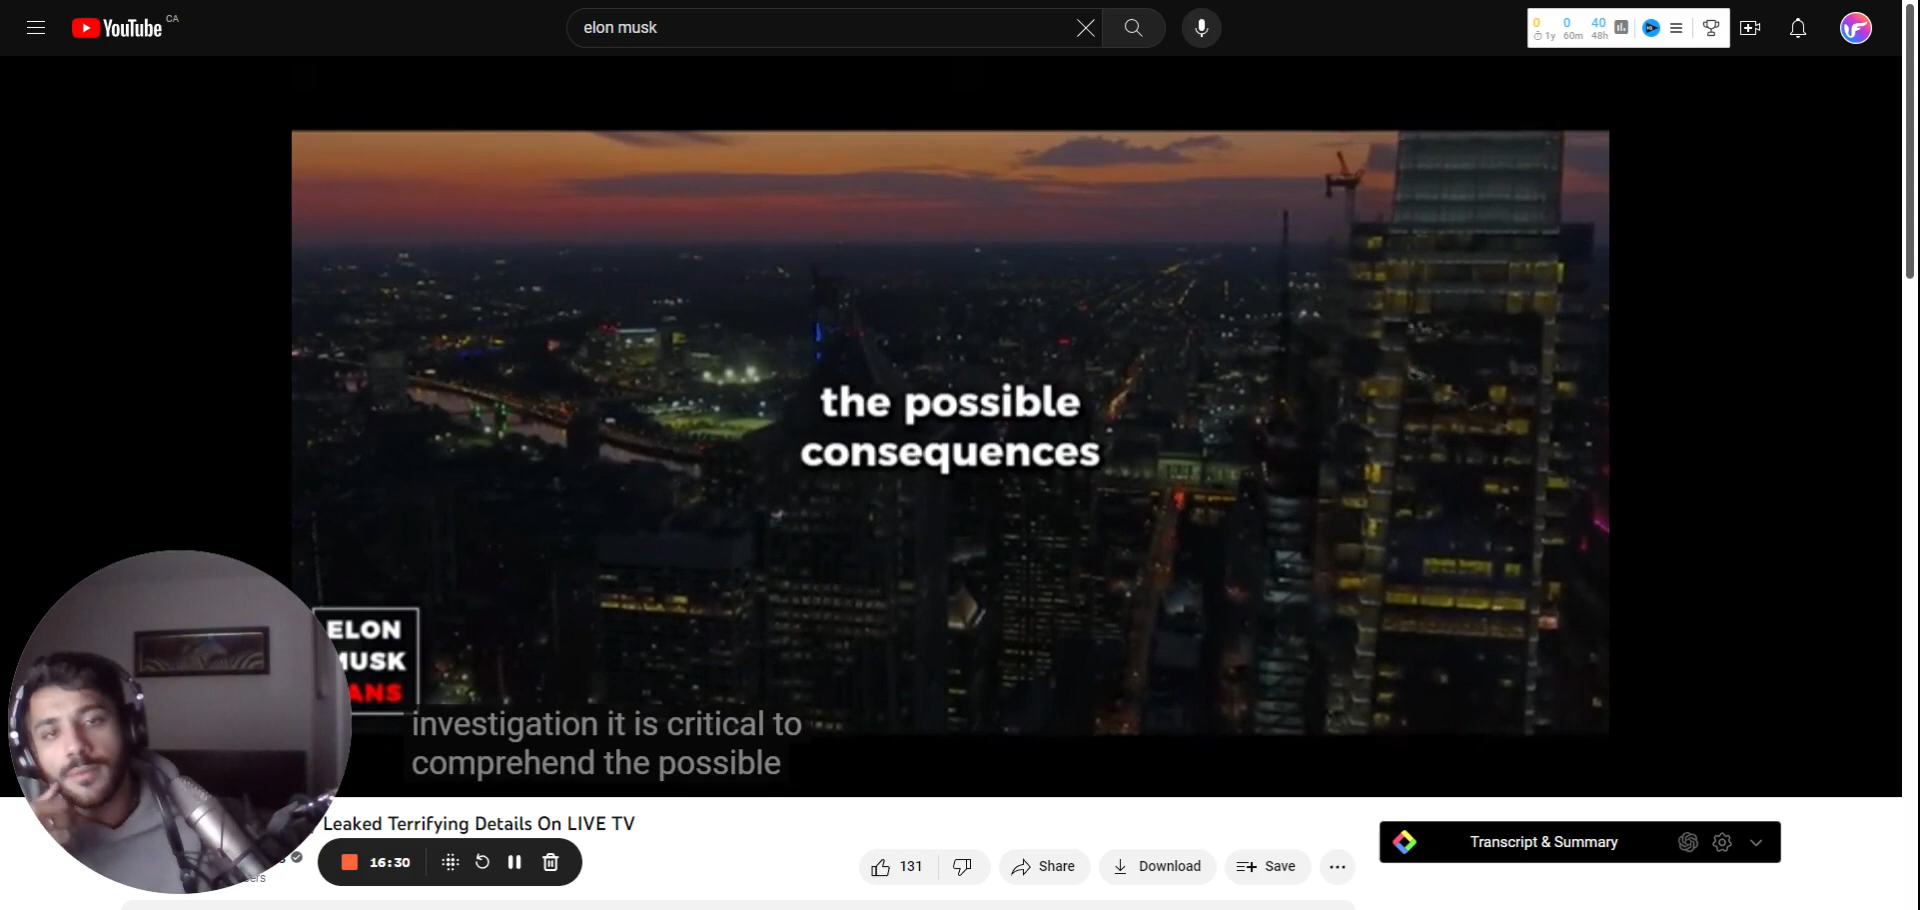 YouTube CA
elon musk
0 0 40
1y 60m 48h
the possible
consequences
ELON
MUSK
ANS
investigation it is critical to
comprehend the possible
Leaked Terrifying Details On LIVE TV
16:30
131
Share
Download
Save
Transcript & Summary